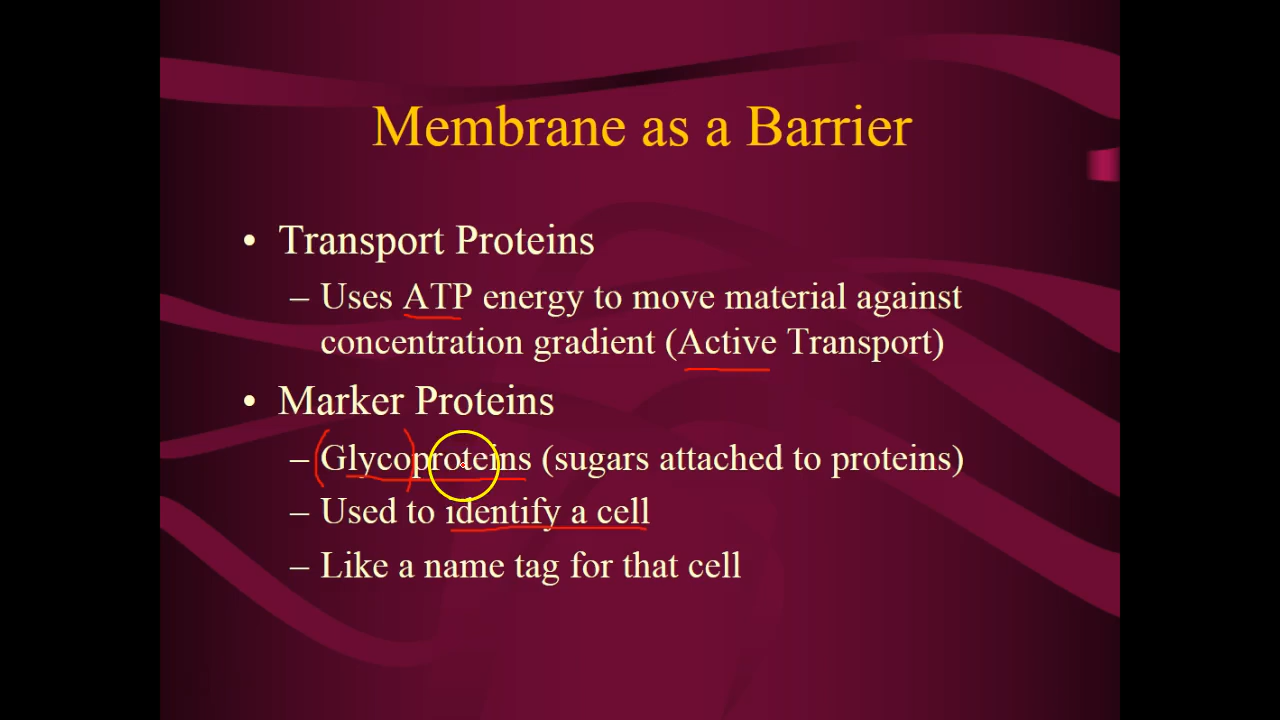 Membrane as a Barrier
• Transport Proteins
– Uses ATP energy to move material against
concentration gradient (Active Transport)
• Marker Proteins
– Glycoproteins (sugars attached to proteins)
– Used to identify a cell
– Like a name tag for that cell